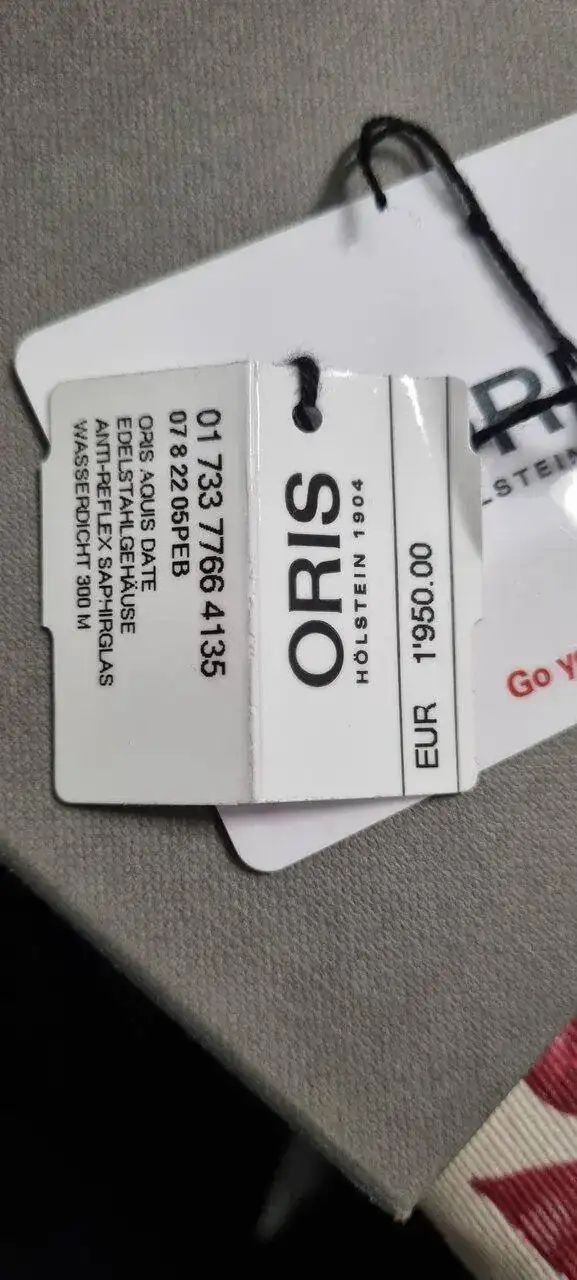 01 733 7766 4135
07 8 22 05PEB
ORIS AQUIS DATE
EDELSTAHLGEHÄUSE
ANTI-REFLEX SAPHIRGLAS
WASSERDICHT 300 M
ORIS
HÖLSTEIN 1904
EUR 1'950.00
Go